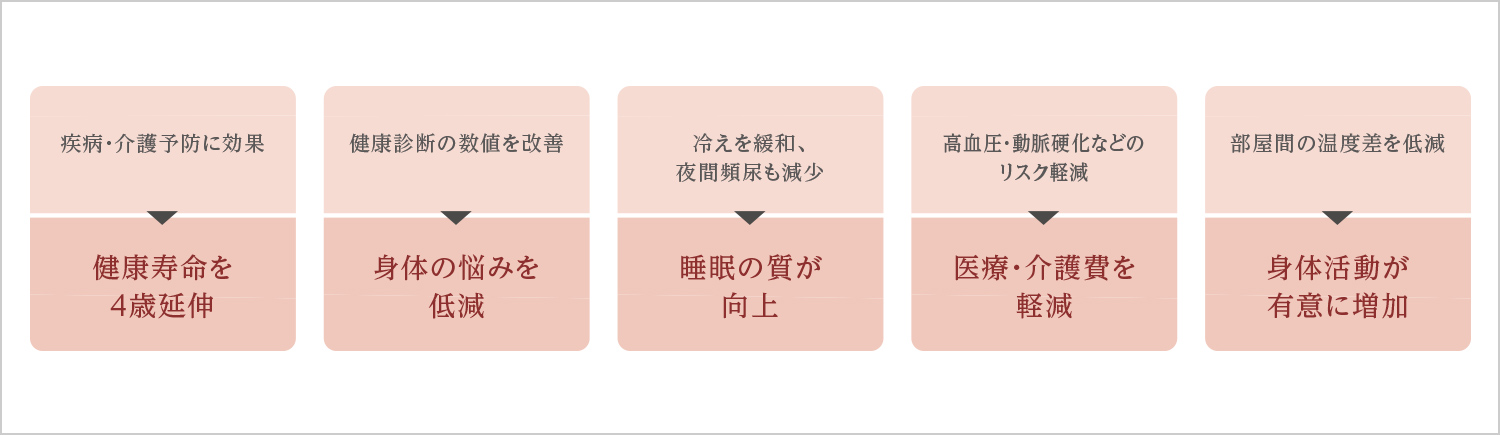 疾病・介護予防に効果
健康寿命を
4歳延伸
健康診断の数値を改善
身体の悩みを
低減
冷えを緩和、
夜間頻尿も減少
睡眠の質が
向上
高血圧・動脈硬化などの
リスク軽減
医療・介護費を
軽減
部屋間の温度差を低減
身体活動が
有意に増加